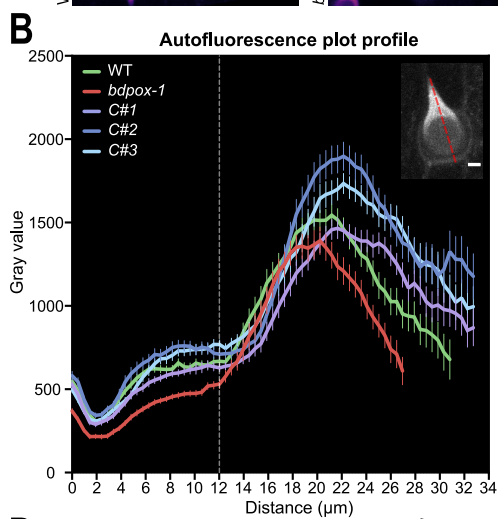 B
Autofluorescence plot profile
2500
2000
1500
1000
500
0
Gray value
WT
bdpox-1
C#1
C#2
C#3
0 2 4 6 8 10 12 14 16 18 20 22 24 26 28 30 32 34
Distance (μm)